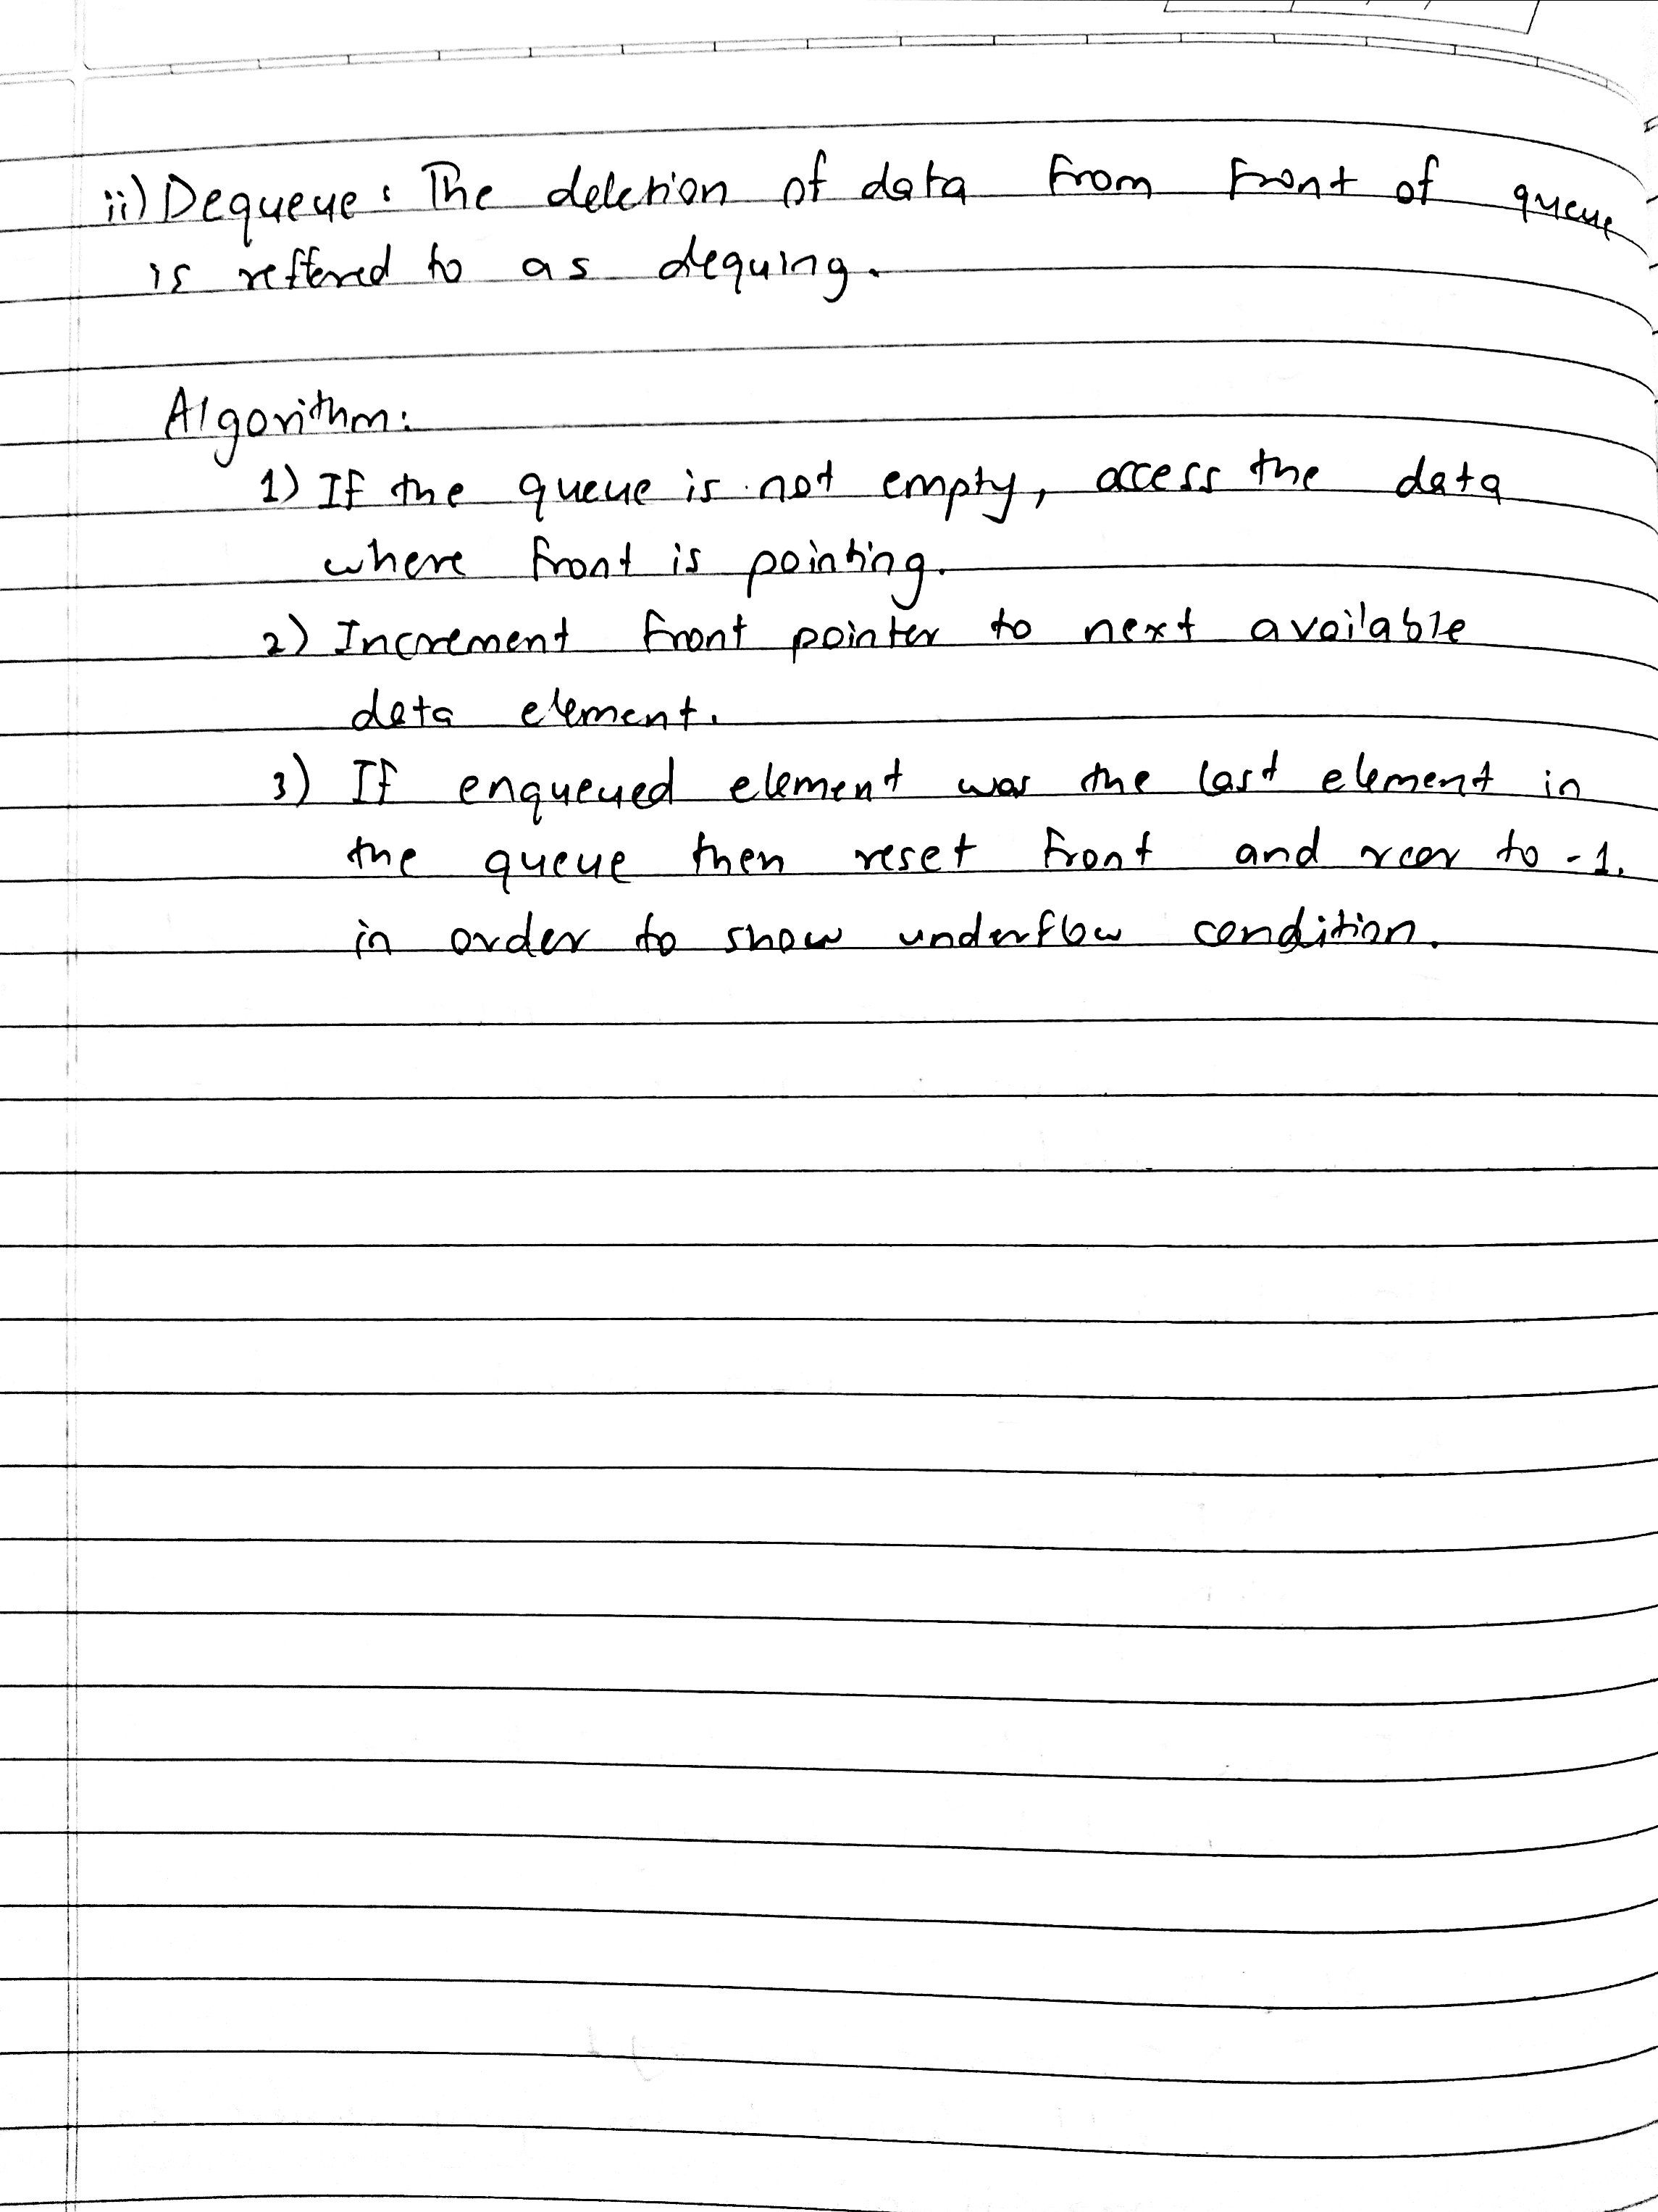 ii) Dequeue: The deletion of data from front of queue
is reffered to as dequing.
Algorithm:
1) If the queue is not empty, access the data
where front is pointing.
2) Increment front pointer to next available
data element.
3) If enqueued element was the last element in
the queue then reset front and rear to -1.
in order to show underflow condition.